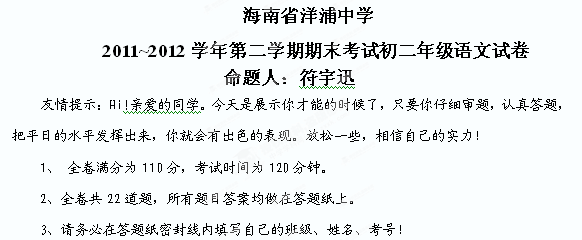 海南省洋浦中学
2011~2012 学年第二学期期末考试初二年级语文试卷
命题人：符字迅
友情提示：Hi!亲爱的同学。今天是展示你才能的时候了，只要你仔细审题，认真答题，
把平日的水平发挥出来，你就会有出色的表现。放松一些，相信自己的实力！
1、 全卷满分为 110 分，考试时间为 120 分钟。
2、全卷共 22 道题，所有题目答案均做在答题纸上。
3、请务必在答题纸密封线内填写自己的班级、姓名、考号！